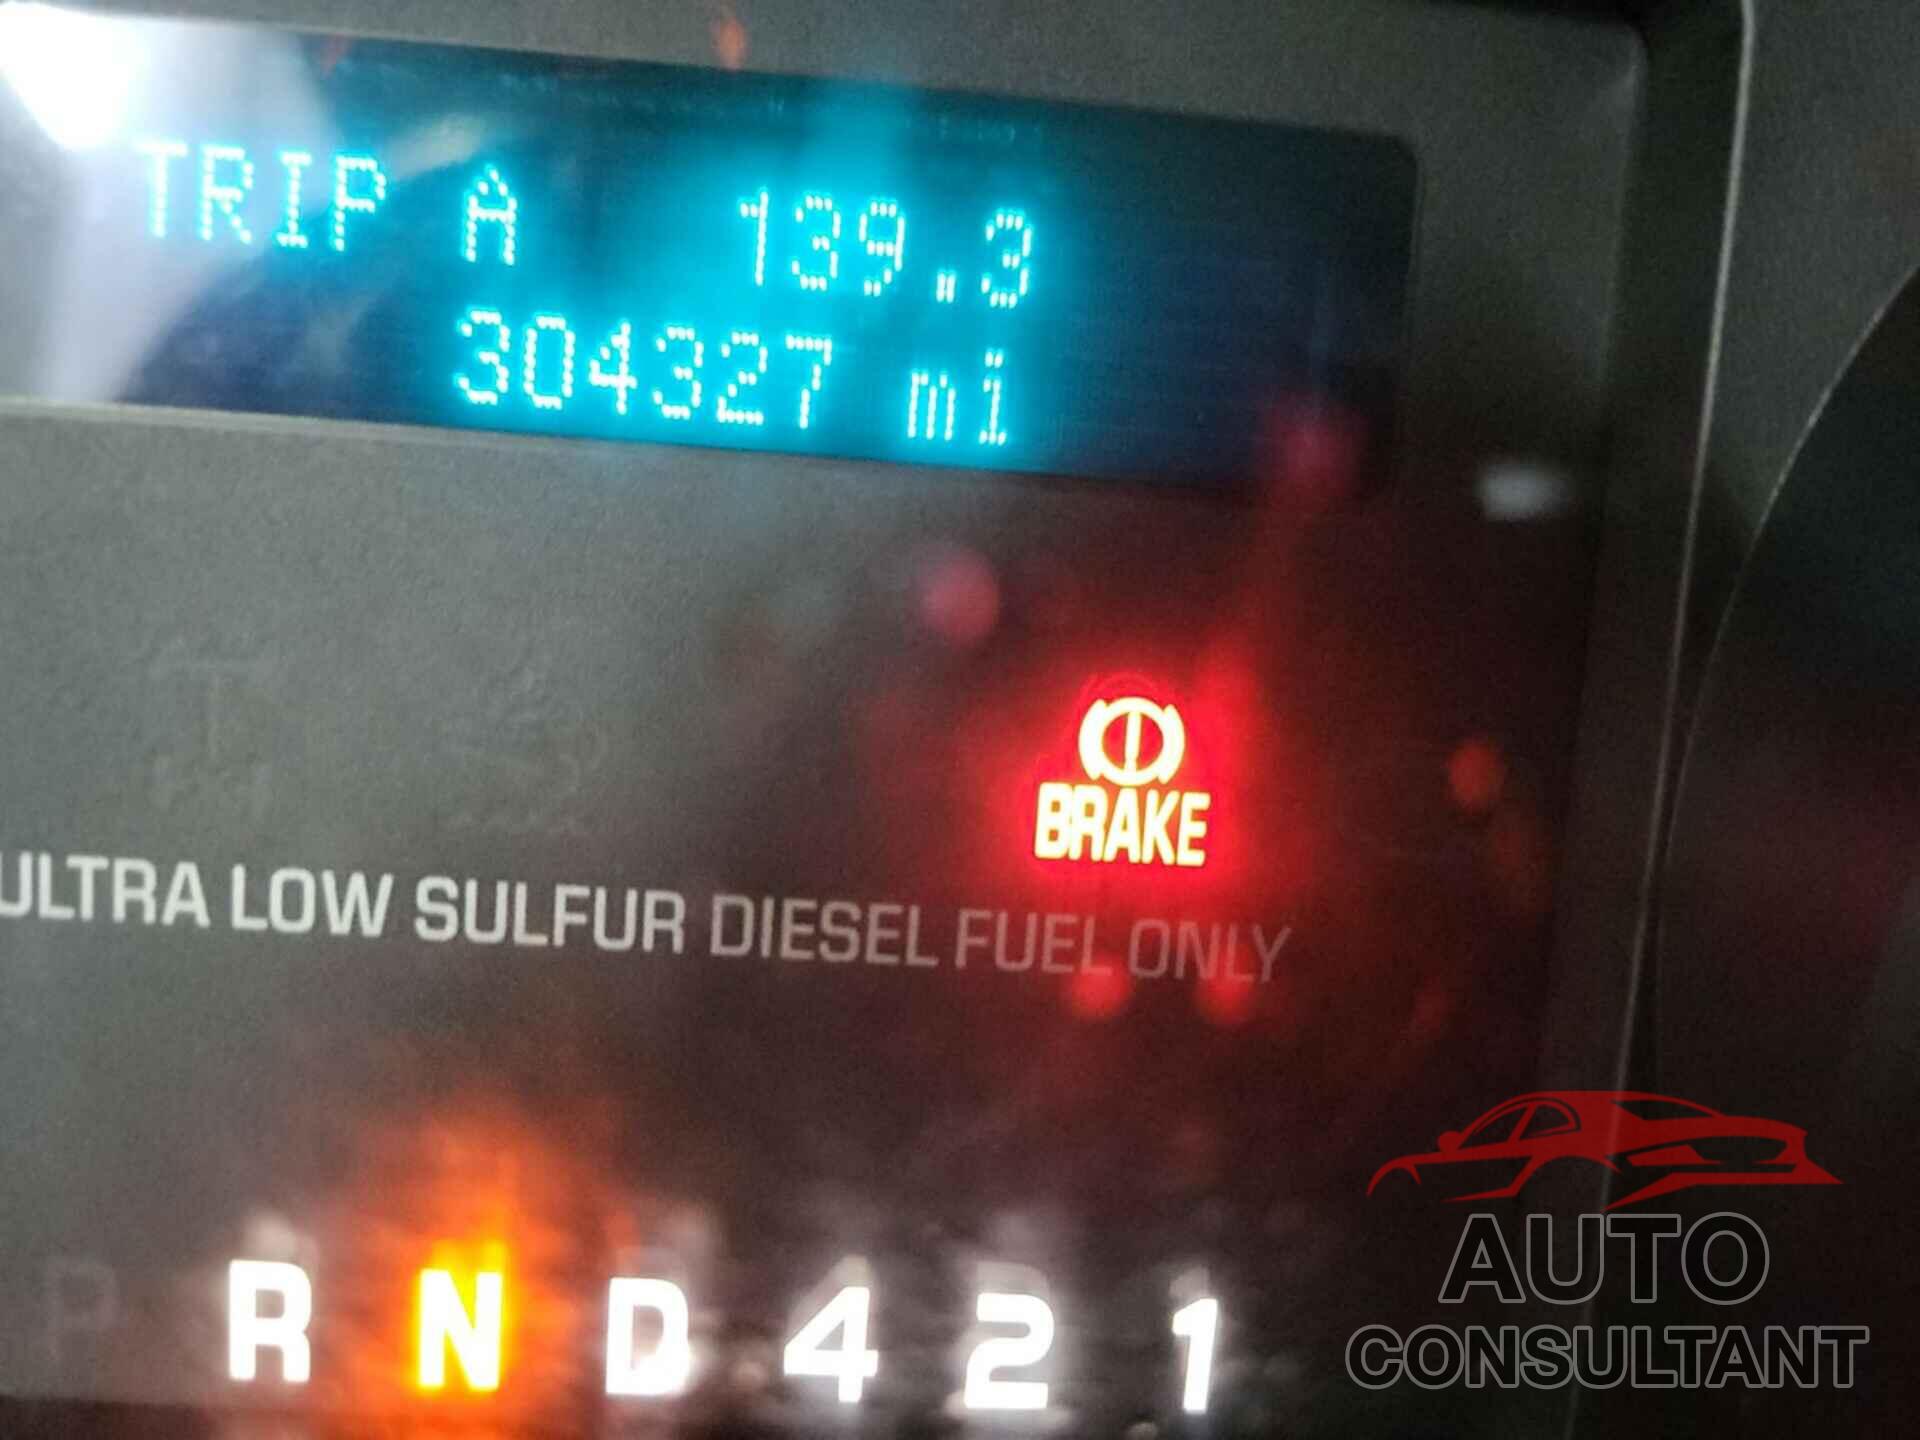 TRIP A 139.3
304327 mi
BRAKE
ULTRA LOW SULFUR DIESEL FUEL ONLY
P R N D 4 2 1
AUTO
CONSULTANT